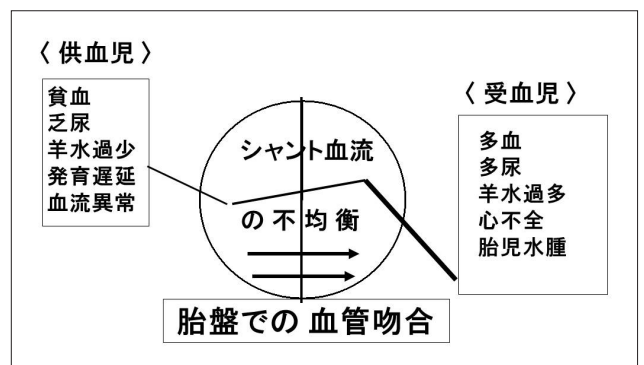 〈 供血児 〉
貧血
乏尿
羊水過少
発育遅延
血流異常
シャント血流
の 不 均 衡
〈 受血児 〉
多血
多尿
羊水過多
心不全
胎児水腫
胎盤での 血管吻合